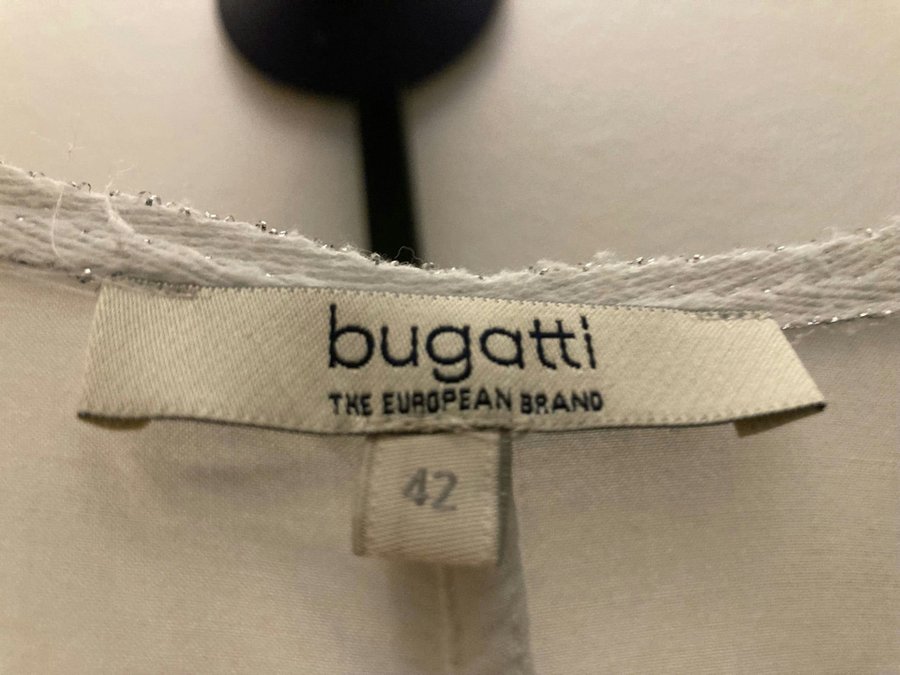 bugatti
THE EUROPEAN BRAND
42